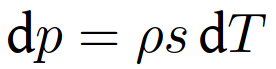 dp = ρs dT